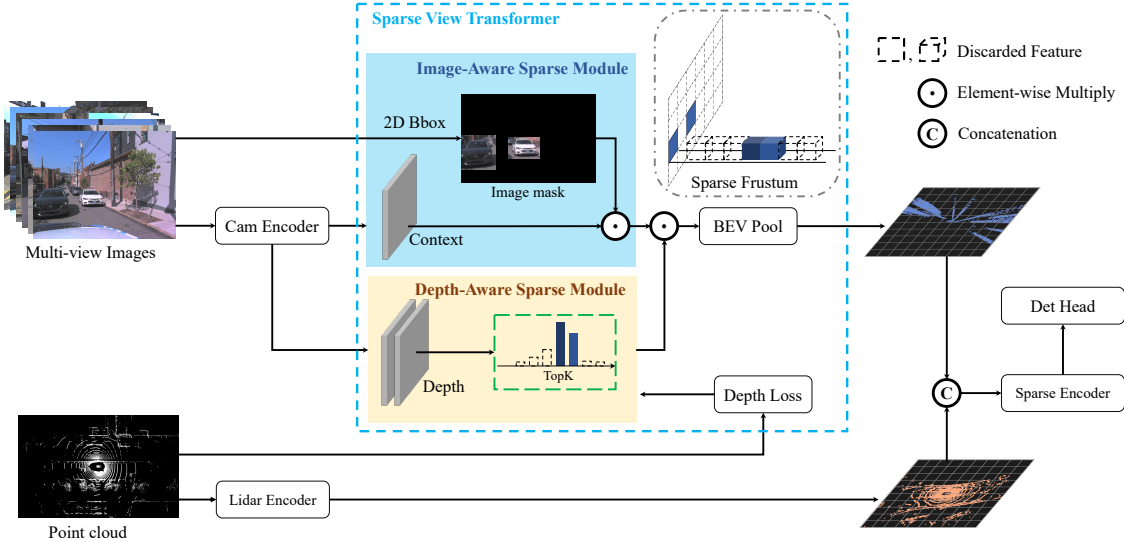 Sparse View Transformer
Image-Aware Sparse Module
2D Bbox
Image mask
Context
Sparse Frustum
Discarded Feature
Element-wise Multiply
C
Concatenation
Multi-view Images
Cam Encoder
BEV Pool
Depth-Aware Sparse Module
Depth
TopK
Depth Loss
Det Head
C
Sparse Encoder
Lidar Encoder
Point cloud